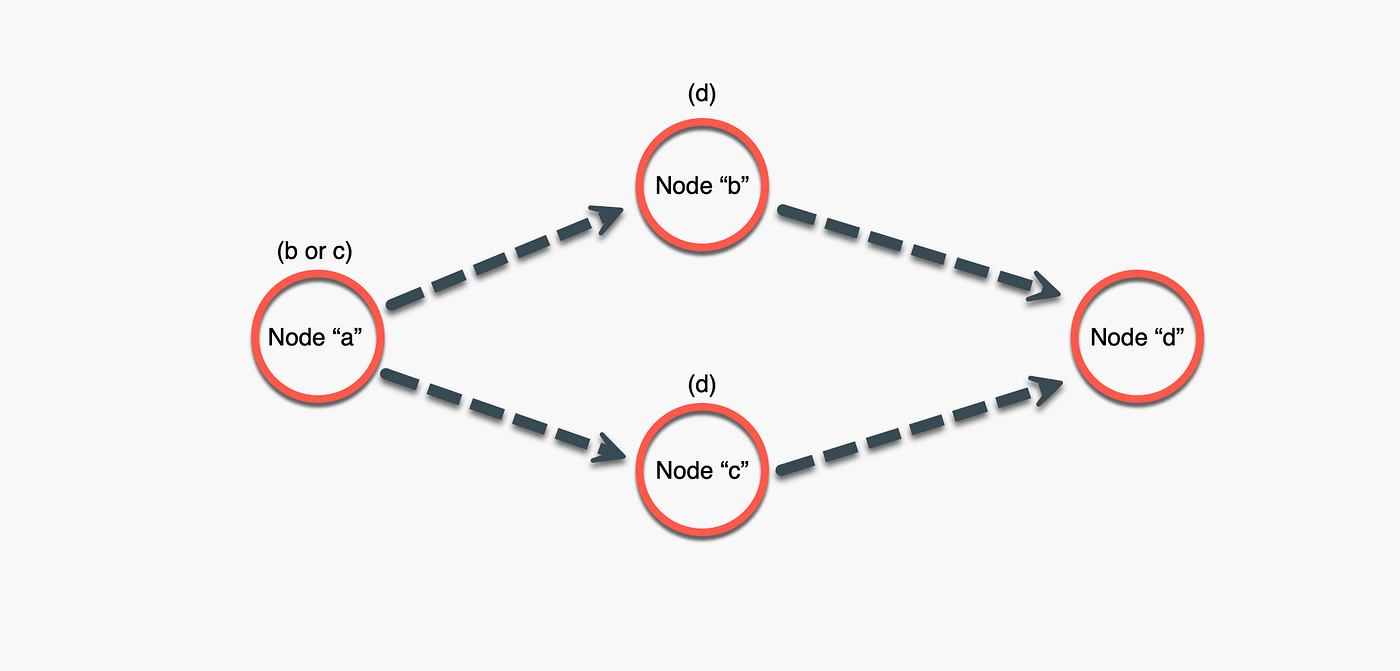 (d)
Node “b”
(b or c)
Node “a”
Node “d”
(d)
Node “c”